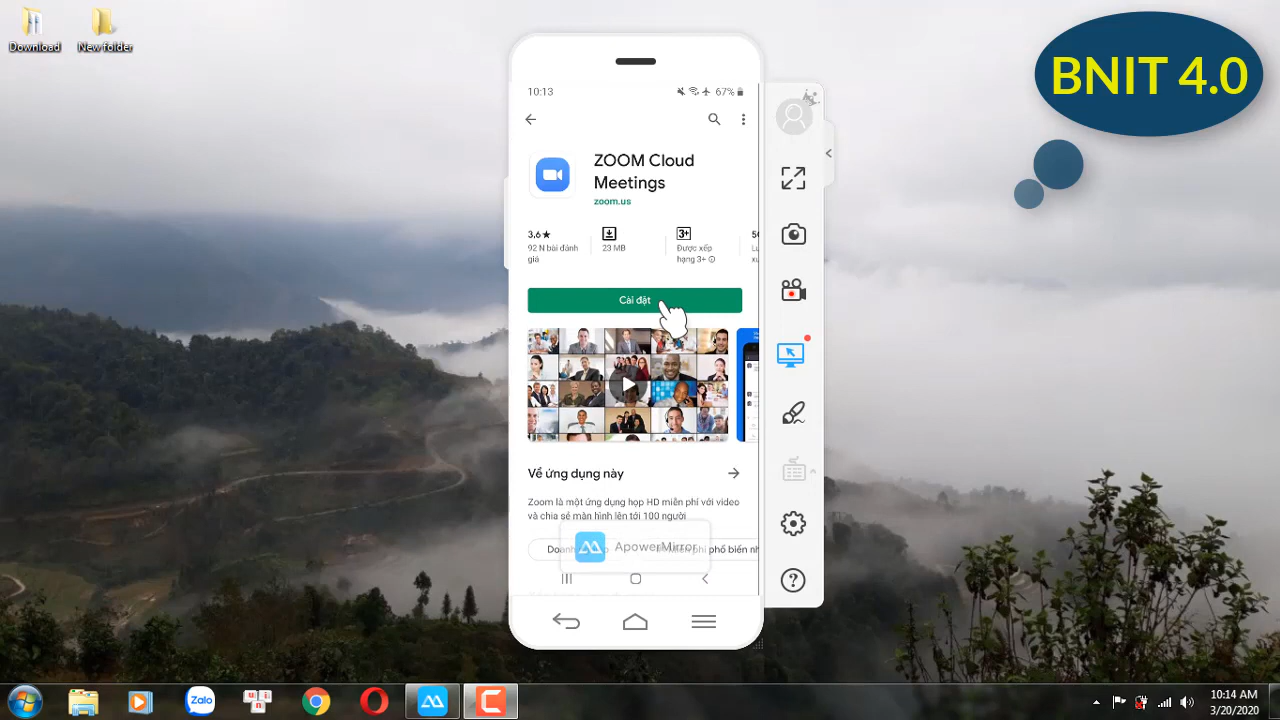 Download
New folder
BNIT 4.0
10:13
67%
ZOOM Cloud
Meetings
zoom.us
3,6★
92 N bài đánh
giá
23 MB
3+
Được xếp
hạng 3+
Cài đặt
Về ứng dụng này
Zoom là một ứng dụng họp HD miễn phí với video
và chia sẻ màn hình lên tới 100 người
ApowerMirror
phổ biến nh
Zalo
10:14 AM
3/20/2020